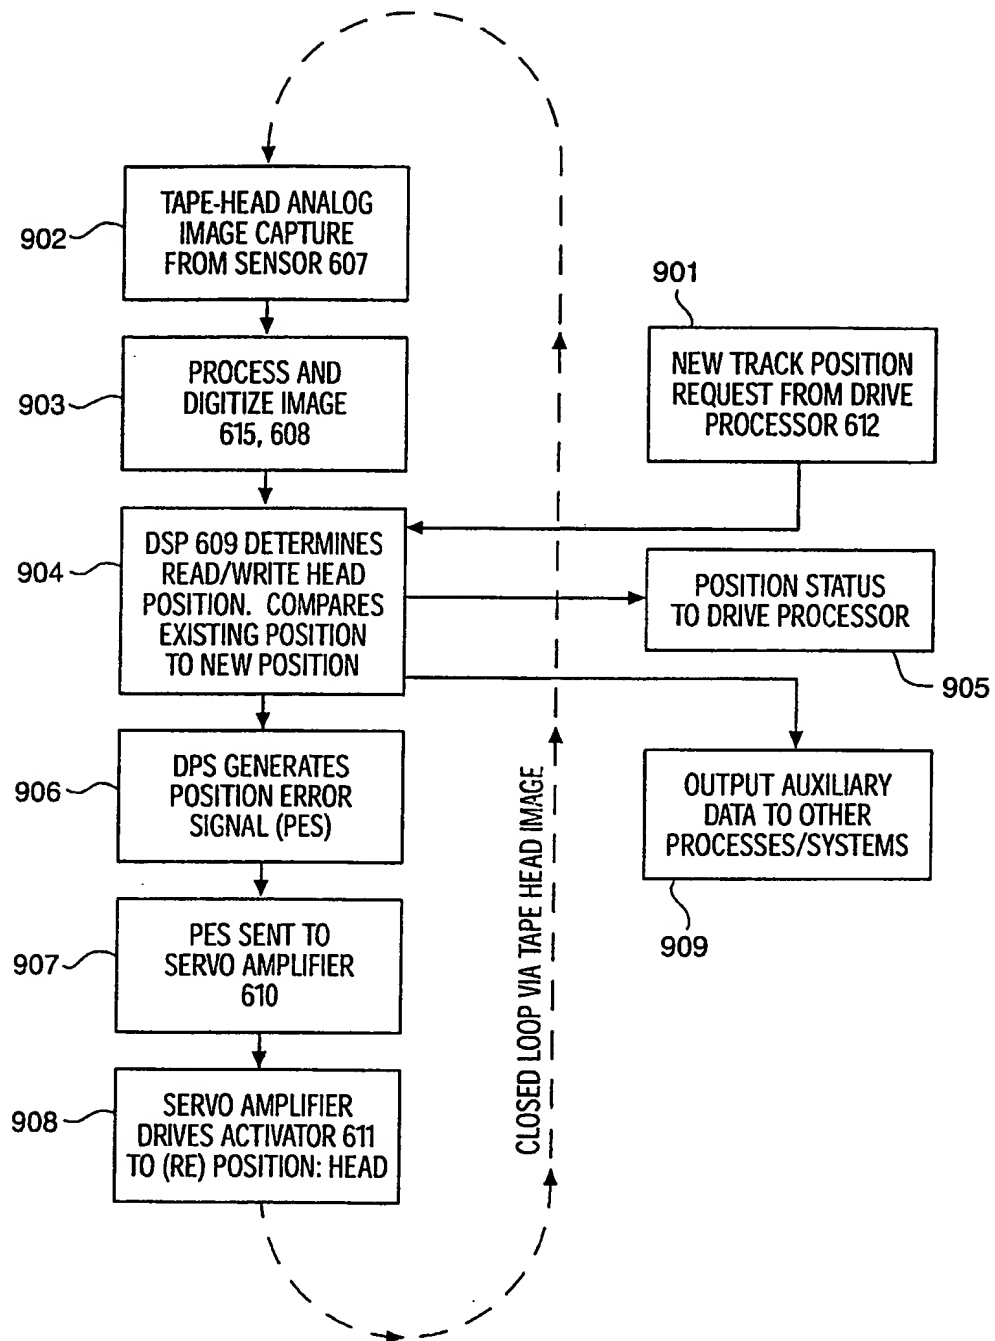 902
TAPE-HEAD ANALOG
IMAGE CAPTURE
FROM SENSOR 607
903
PROCESS AND
DIGITIZE IMAGE
615, 608
901
NEW TRACK POSITION
REQUEST FROM DRIVE
PROCESSOR 612
904
DSP 609 DETERMINES
READ/WRITE HEAD
POSITION. COMPARES
EXISTING POSITION
TO NEW POSITION
POSITION STATUS
TO DRIVE PROCESSOR
905
906
DPS GENERATES
POSITION ERROR
SIGNAL (PES)
OUTPUT AUXILIARY
DATA TO OTHER
PROCESSES/SYSTEMS
909
907
PES SENT TO
SERVO AMPLIFIER
610
908
SERVO AMPLIFIER
DRIVES ACTIVATOR 611
TO (RE) POSITION: HEAD
CLOSED LOOP VIA TAPE HEAD IMAGE